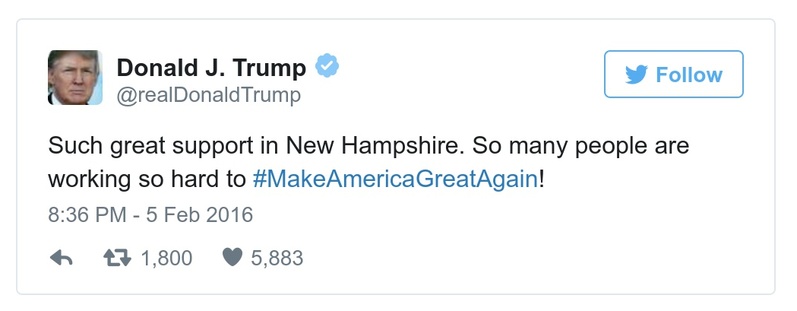 Donald J. Trump
@realDonaldTrump
Follow
Such great support in New Hampshire. So many people are
working so hard to #MakeAmericaGreatAgain!
8:36 PM - 5 Feb 2016
1,800 5,883